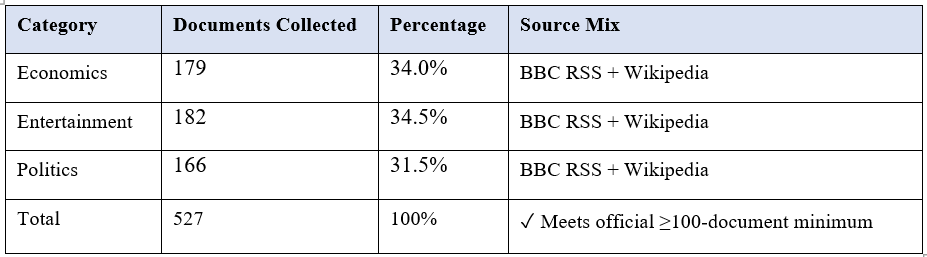 Category Documents Collected Percentage Source Mix
Economics 179 34.0% BBC RSS + Wikipedia
Entertainment 182 34.5% BBC RSS + Wikipedia
Politics 166 31.5% BBC RSS + Wikipedia
Total 527 100% ✓ Meets official ≥100-document minimum